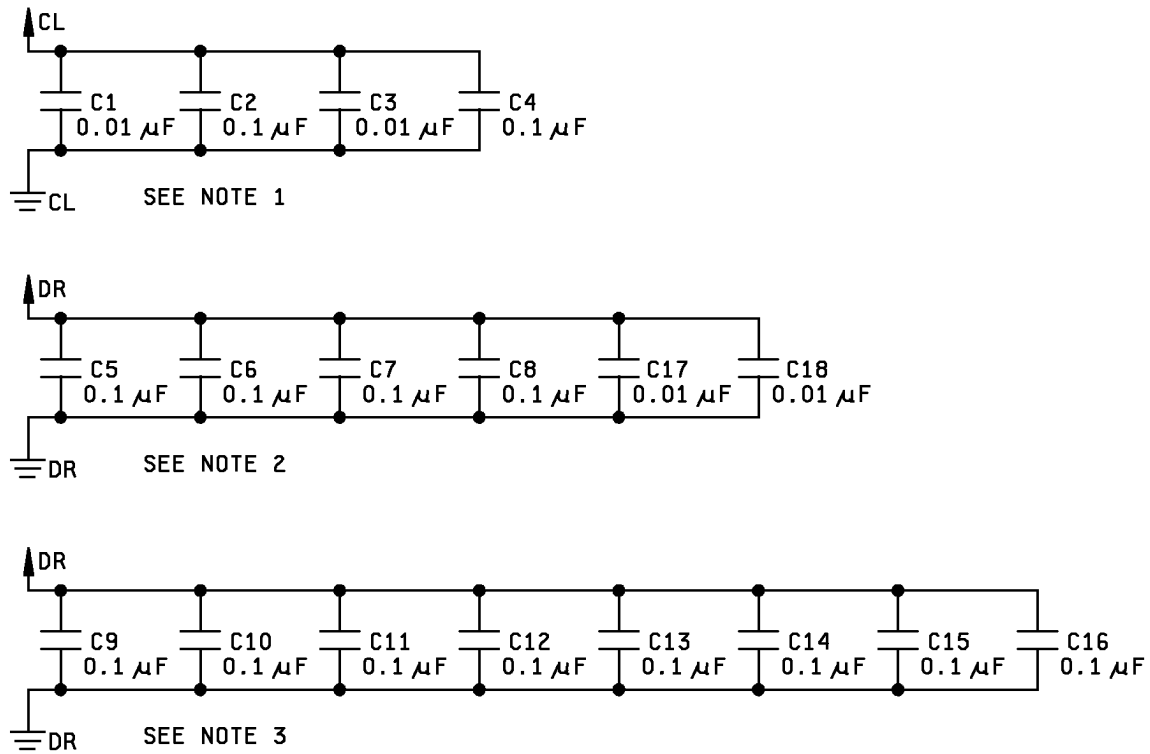 CL
C1 C2 C3 C4
0.01 μF 0.1 μF 0.01 μF 0.1 μF
CL SEE NOTE 1
DR
C5 C6 C7 C8 C17 C18
0.1 μF 0.1 μF 0.1 μF 0.1 μF 0.01 μF 0.01 μF
DR SEE NOTE 2
DR
C9 C10 C11 C12 C13 C14 C15 C16
0.1 μF 0.1 μF 0.1 μF 0.1 μF 0.1 μF 0.1 μF 0.1 μF 0.1 μF
DR SEE NOTE 3